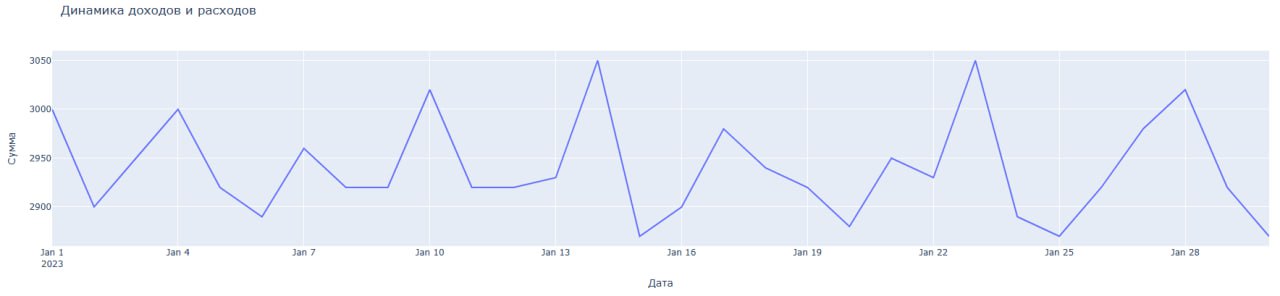 Динамика доходов и расходов
3050
3000
2950
2900
Сумма
Jan 1 Jan 4 Jan 7 Jan 10 Jan 13 Jan 16 Jan 19 Jan 22 Jan 25 Jan 28
2023
Дата